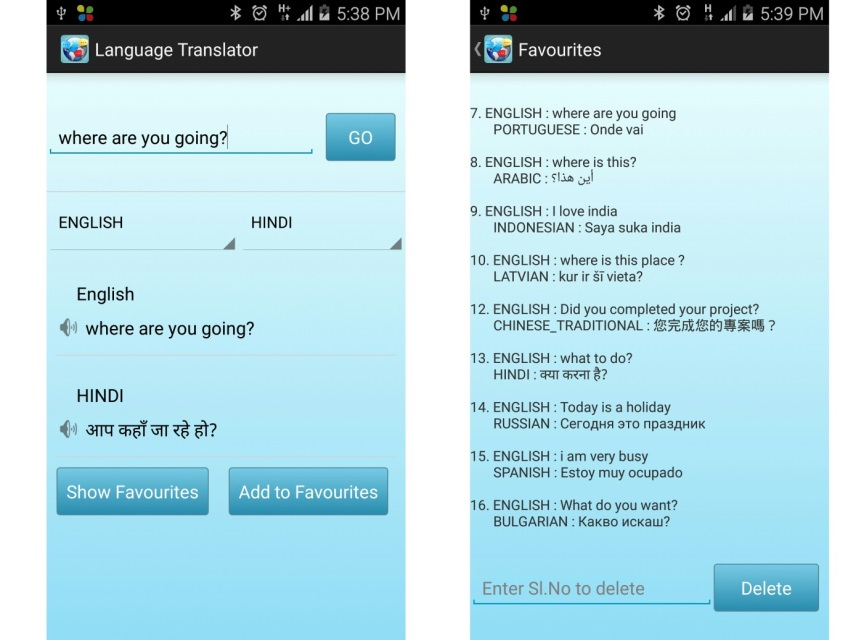 5:38 PM
Language Translator
where are you going?
GO
ENGLISH
HINDI
English
where are you going?
HINDI
आप कहाँ जा रहे हो?
Show Favourites
Add to Favourites
H
5:39 PM
Favourites
7. ENGLISH : where are you going
PORTUGUESE : Onde vai
8. ENGLISH : where is this?
ARABIC : أين هذا؟
9. ENGLISH : I love india
INDONESIAN : Saya suka india
10. ENGLISH : where is this place ?
LATVIAN : kur ir šī vieta?
12. ENGLISH : Did you completed your project?
CHINESE_TRADITIONAL : 您完成您的專案嗎？
13. ENGLISH : what to do?
HINDI : क्या करना है?
14. ENGLISH : Today is a holiday
RUSSIAN : Сегодня это праздник
15. ENGLISH : i am very busy
SPANISH : Estoy muy ocupado
16. ENGLISH : What do you want?
BULGARIAN : Какво искаш?
Enter Sl.No to delete
Delete